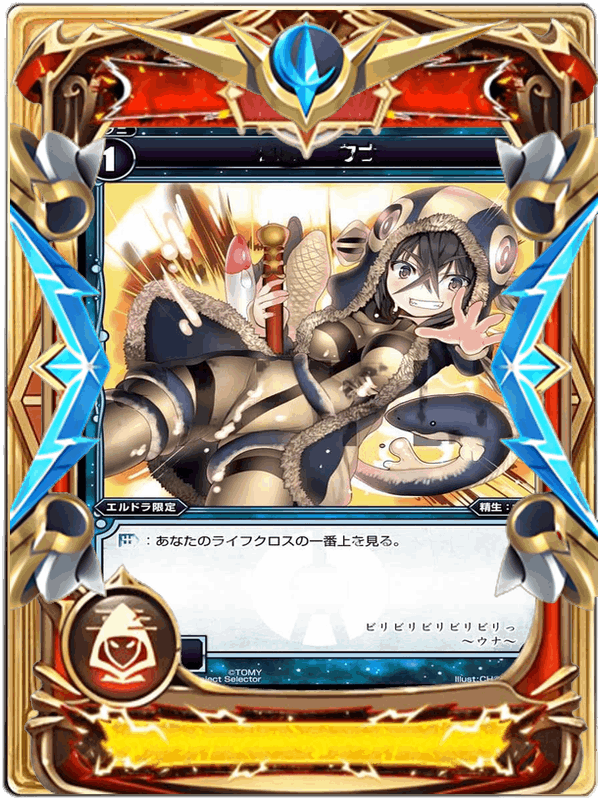 1
エルドラ限定
精生:
:あなたのライフクロスの一番上を見る。
ビリビリビリビリビリっ
～ウナ～
©TOMY
lect Selector
Illust:CH